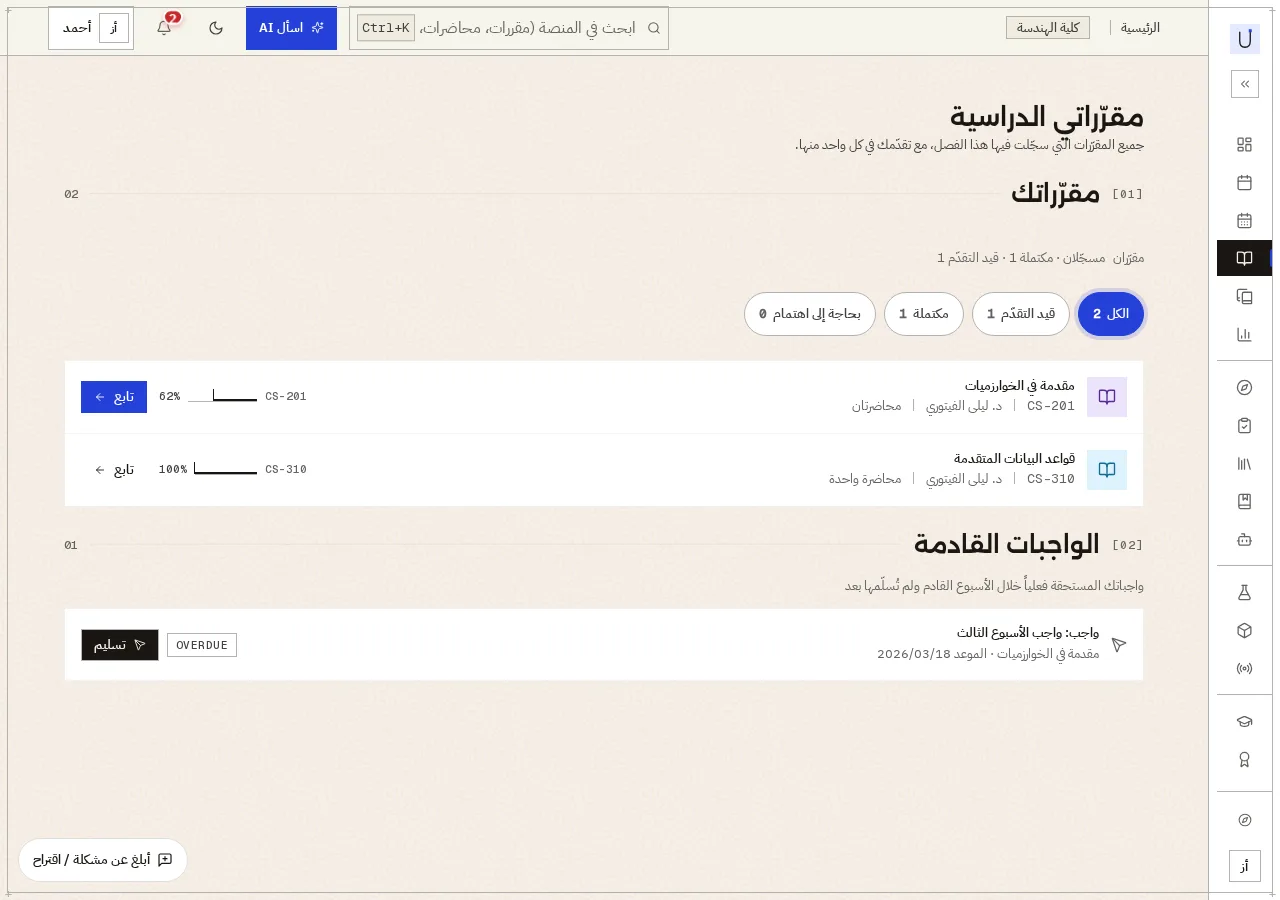 الرئيسية
كلية الهندسة
ابحث في المنصة (مقررات، محاضرات، Ctrl+K
اسأل AI
2
أز أحمد
مقرّراتي الدراسية
جميع المقرّرات التي سجّلت فيها هذا الفصل، مع تقدّمك في كل واحد منها.
[01] مقرّراتك 02
مقرّران مسجّلان · مكتملة 1 · قيد التقدّم 1
الكل 2
قيد التقدّم 1
مكتملة 1
بحاجة إلى اهتمام 0
مقدمة في الخوارزميات
CS-201 د. ليلى الفيتوري محاضرتان
CS-201 62% تابع ←
قواعد البيانات المتقدمة
CS-310 د. ليلى الفيتوري محاضرة واحدة
CS-310 100% تابع ←
[02] الواجبات القادمة 01
واجباتك المستحقة فعلياً خلال الأسبوع القادم ولم تُسلّمها بعد
واجب: واجب الأسبوع الثالث
مقدمة في الخوارزميات · الموعد 2026/03/18
OVERDUE
تسليم
أبلغ عن مشكلة / اقتراح
أز